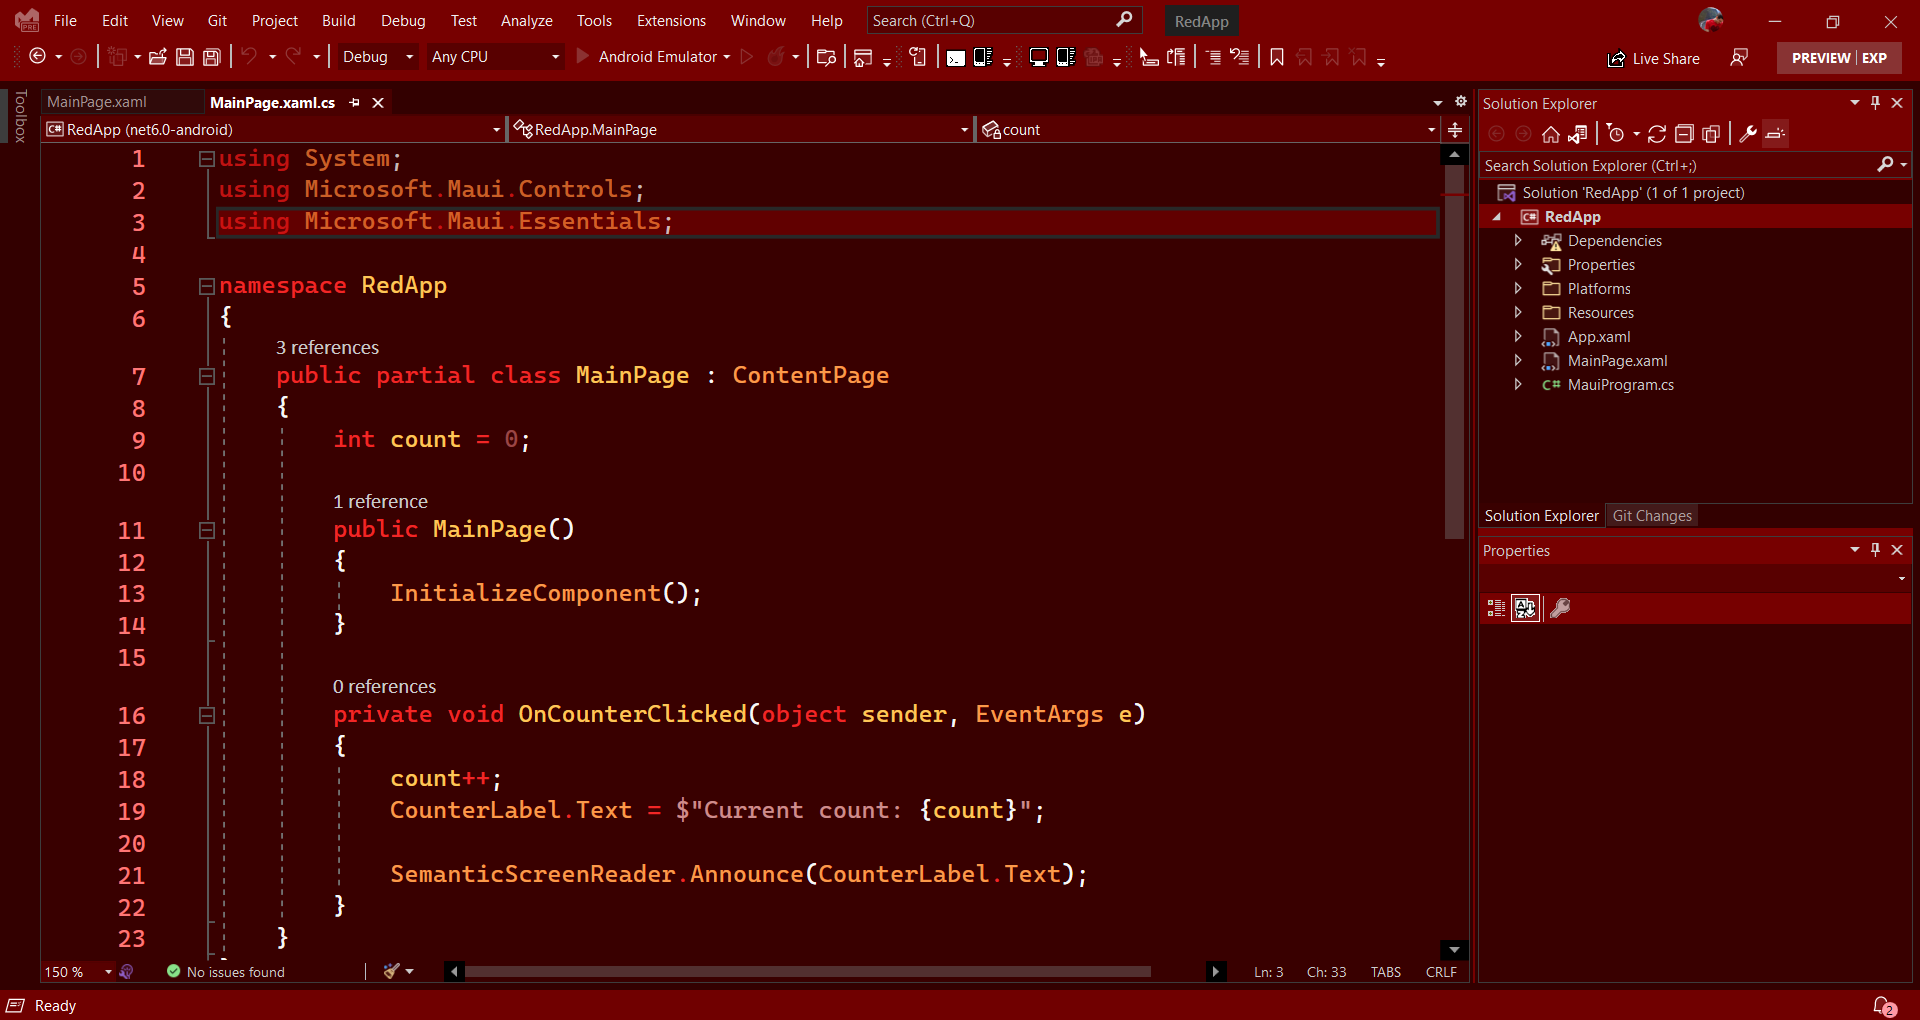 File Edit View Git Project Build Debug Test Analyze Tools Extensions Window Help Search (Ctrl+Q) RedApp
Debug Any CPU Android Emulator Live Share PREVIEW EXP
Toolbox
MainPage.xaml MainPage.xaml.cs
C# RedApp (net6.0-android) RedApp.MainPage count
1 using System;
2 using Microsoft.Maui.Controls;
3 using Microsoft.Maui.Essentials;
4
5 namespace RedApp
6 {
3 references
7 public partial class MainPage : ContentPage
8 {
9 int count = 0;
10
1 reference
11 public MainPage()
12 {
13 InitializeComponent();
14 }
15
0 references
16 private void OnCounterClicked(object sender, EventArgs e)
17 {
18 count++;
19 CounterLabel.Text = $"Current count: {count}";
20
21 SemanticScreenReader.Announce(CounterLabel.Text);
22 }
23 }
150 % No issues found Ln: 3 Ch: 33 TABS CRLF
Solution Explorer
Search Solution Explorer (Ctrl+;)
Solution 'RedApp' (1 of 1 project)
C# RedApp
Dependencies
Properties
Platforms
Resources
App.xaml
MainPage.xaml
C# MauiProgram.cs
Solution Explorer Git Changes
Properties
Ready 2